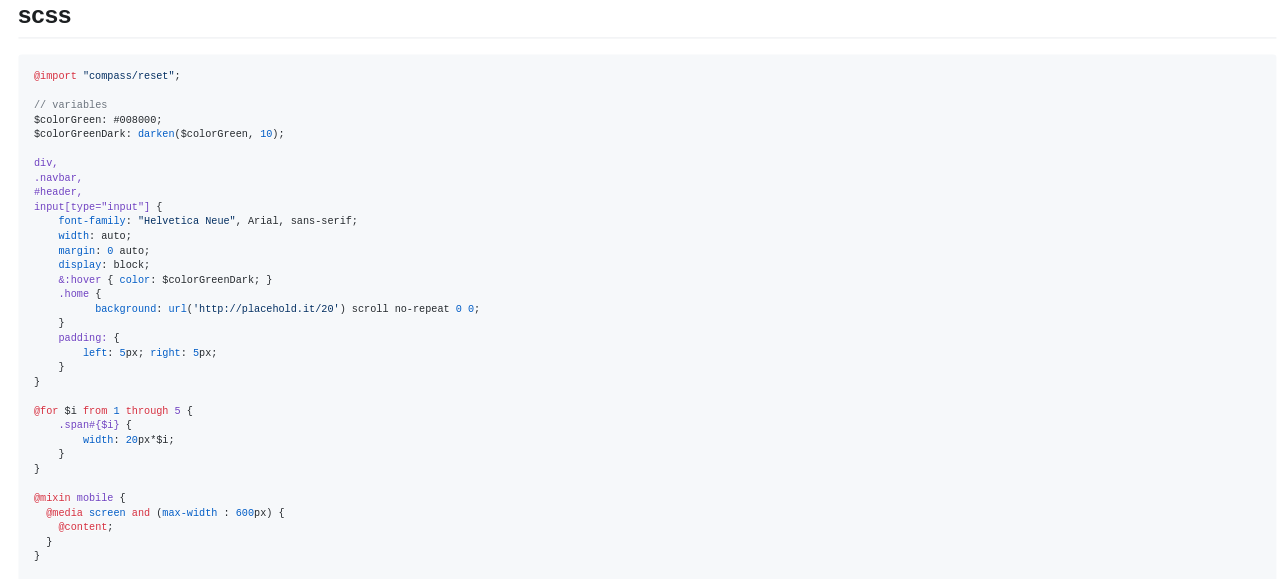 scss
@import "compass/reset";

// variables
$colorGreen: #008000;
$colorGreenDark: darken($colorGreen, 10);

div,
.navbar,
#header,
input[type="input"] {
    font-family: "Helvetica Neue", Arial, sans-serif;
    width: auto;
    margin: 0 auto;
    display: block;
    &:hover { color: $colorGreenDark; }
    .home {
          background: url('http://placehold.it/20') scroll no-repeat 0 0;
    }
    padding: {
        left: 5px; right: 5px;
    }
}

@for $i from 1 through 5 {
    .span#{$i} {
        width: 20px*$i;
    }
}

@mixin mobile {
  @media screen and (max-width : 600px) {
    @content;
  }
}